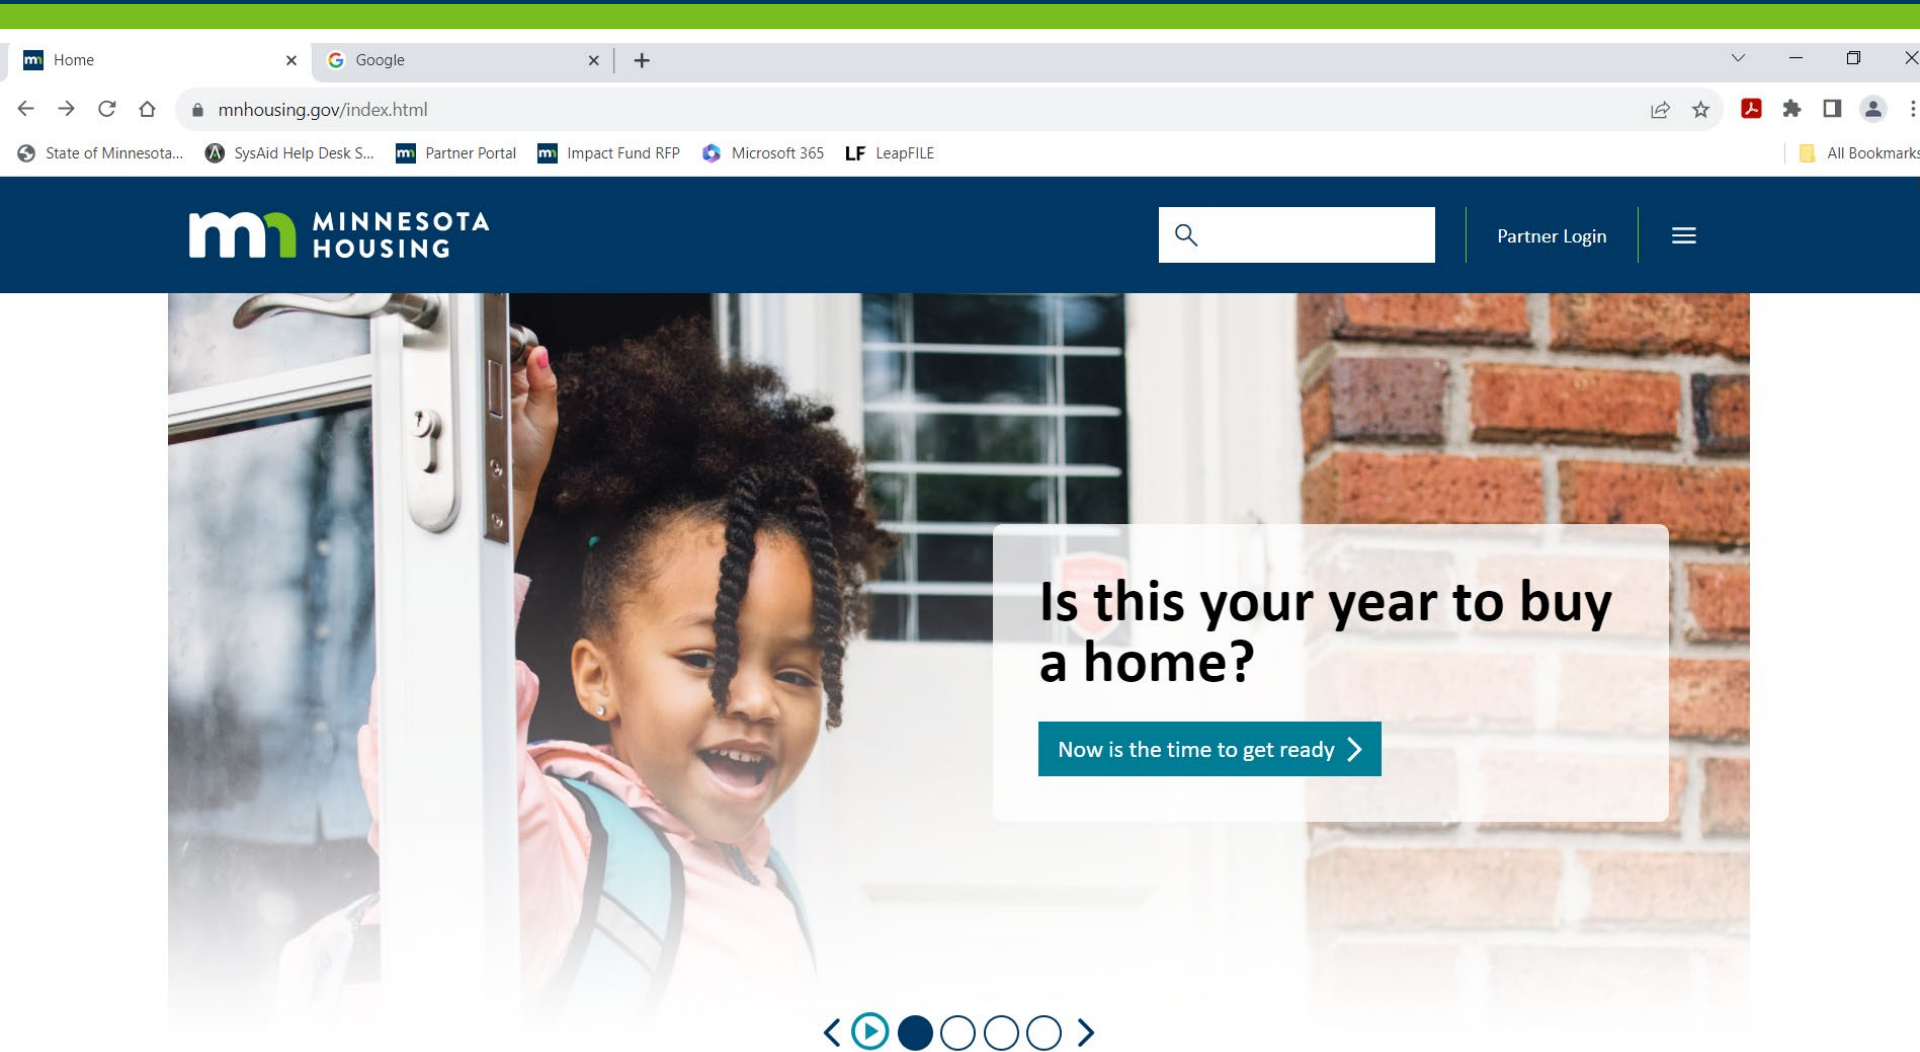 Home
Google
mnhousing.gov/index.html
State of Minnesota...
SysAid Help Desk S...
Partner Portal
Impact Fund RFP
Microsoft 365
LF LeapFILE
All Bookmarks
mn MINNESOTA
HOUSING
Partner Login
Is this your year to buy
a home?
Now is the time to get ready